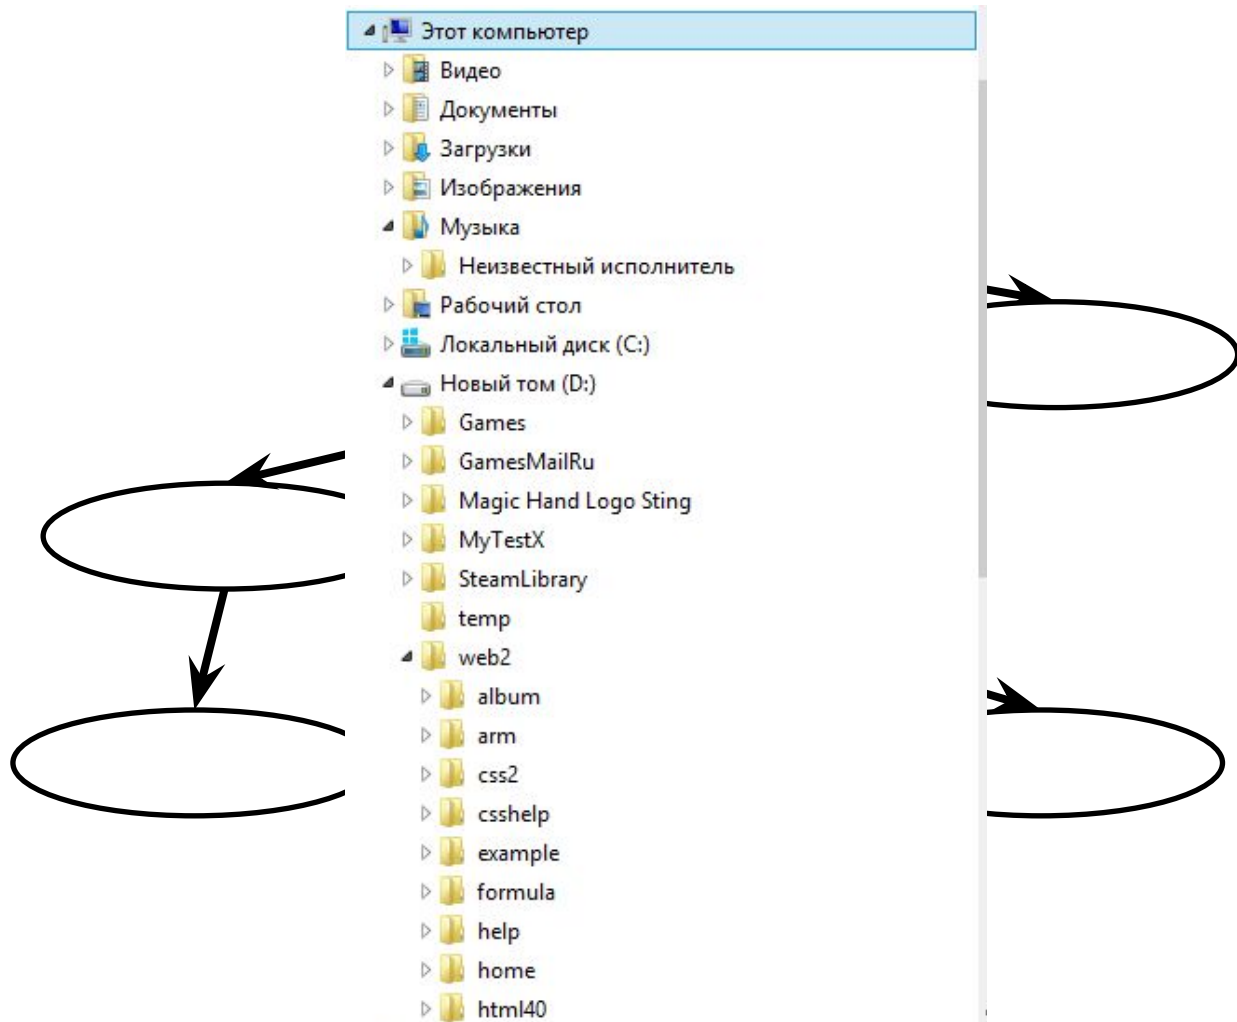 Этот компьютер
Видео
Документы
Загрузки
Изображения
Музыка
Неизвестный исполнитель
Рабочий стол
Локальный диск (C:)
Новый том (D:)
Games
GamesMailRu
Magic Hand Logo Sting
MyTestX
SteamLibrary
temp
web2
album
arm
css2
csshelp
example
formula
help
home
html40